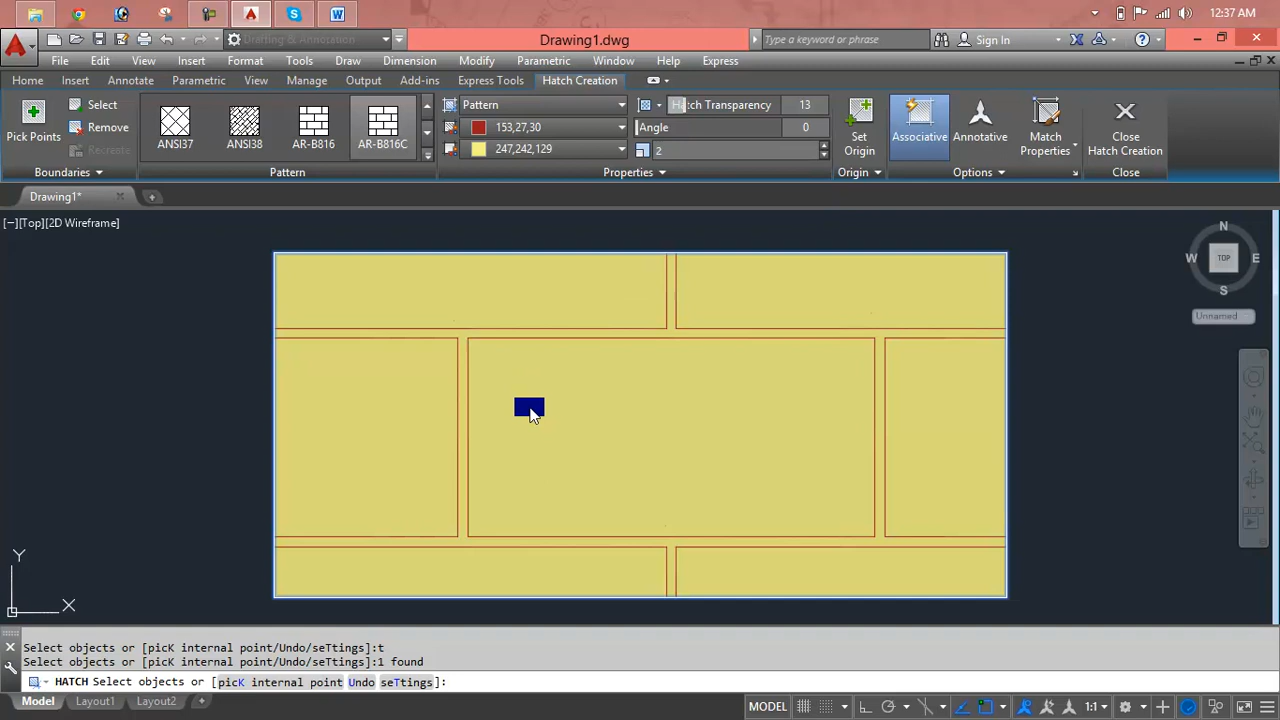 12:37 AM
Drafting & Annotation
Drawing1.dwg
Type a keyword or phrase
Sign In
File Edit View Insert Format Tools Draw Dimension Modify Parametric Window Help Express
Home Insert Annotate Parametric View Manage Output Add-ins Express Tools Hatch Creation
Pick Points
Select
Remove
Recreate
Boundaries
ANSI37
ANSI38
AR-B816
AR-B816C
Pattern
Pattern
153,27,30
247,242,129
Hatch Transparency 13
Angle 0
2
Properties
Set
Origin
Origin
Associative
Annotative
Match
Properties
Options
Close
Hatch Creation
Close
Drawing1*
[−][Top][2D Wireframe]
N
W TOP E
S
Unnamed
Y
X
Select objects or [picK internal point/Undo/seTtings]:t
Select objects or [picK internal point/Undo/seTtings]:1 found
HATCH Select objects or [picK internal point Undo seTtings]:
Model Layout1 Layout2
MODEL
1:1